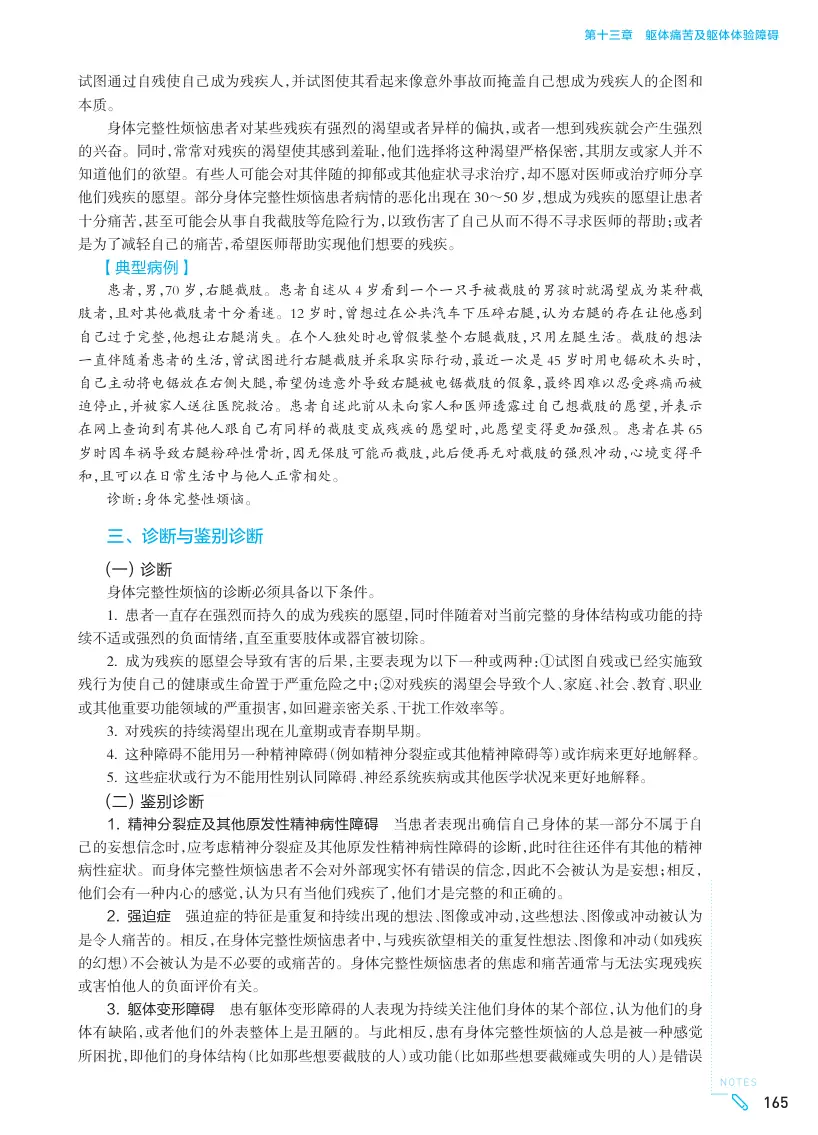 第十三章 躯体痛苦及躯体体验障碍
试图通过自残使自己成为残疾人,并试图使其看起来像意外事故而掩盖自己想成为残疾人的企图和
本质。
身体完整性烦恼患者对某些残疾有强烈的渴望或者异样的偏执,或者一想到残疾就会产生强烈
的兴奋。同时,常常对残疾的渴望使其感到羞耻,他们选择将这种渴望严格保密,其朋友或家人并不
知道他们的欲望。有些人可能会对其伴随的抑郁或其他症状寻求治疗,却不愿对医师或治疗师分享
他们残疾的愿望。部分身体完整性烦恼患者病情的恶化出现在 30~50 岁,想成为残疾的愿望让患者
十分痛苦,甚至可能会从事自我截肢等危险行为,以致伤害了自己从而不得不寻求医师的帮助;或者
是为了减轻自己的痛苦,希望医师帮助实现他们想要的残疾。
【典型病例】
患者,男,70 岁,右腿截肢。患者自述从 4 岁看到一个一只手被截肢的男孩时就渴望成为某种截
肢者,且对其他截肢者十分着迷。12 岁时,曾想过在公共汽车下压碎右腿,认为右腿的存在让他感到
自己过于完整,他想让右腿消失。在个人独处时也曾假装整个右腿截肢,只用左腿生活。截肢的想法
一直伴随着患者的生活,曾试图进行右腿截肢并采取实际行动,最近一次是 45 岁时用电锯砍木头时,
自己主动将电锯放在右侧大腿,希望伪造意外导致右腿被电锯截肢的假象,最终因难以忍受疼痛而被
迫停止,并被家人送往医院救治。患者自述此前从未向家人和医师透露过自己想截肢的愿望,并表示
在网上查询到有其他人跟自己有同样的截肢变成残疾的愿望时,此愿望变得更加强烈。患者在其 65
岁时因车祸导致右腿粉碎性骨折,因无保肢可能而截肢,此后便再无对截肢的强烈冲动,心境变得平
和,且可以在日常生活中与他人正常相处。
诊断:身体完整性烦恼。
三、诊断与鉴别诊断
(一) 诊断
身体完整性烦恼的诊断必须具备以下条件。
1. 患者一直存在强烈而持久的成为残疾的愿望,同时伴随着对当前完整的身体结构或功能的持
续不适或强烈的负面情绪,直至重要肢体或器官被切除。
2. 成为残疾的愿望会导致有害的后果,主要表现为以下一种或两种:①试图自残或已经实施致
残行为使自己的健康或生命置于严重危险之中;②对残疾的渴望会导致个人、家庭、社会、教育、职业
或其他重要功能领域的严重损害,如回避亲密关系、干扰工作效率等。
3. 对残疾的持续渴望出现在儿童期或青春期早期。
4. 这种障碍不能用另一种精神障碍(例如精神分裂症或其他精神障碍等)或诈病来更好地解释。
5. 这些症状或行为不能用性别认同障碍、神经系统疾病或其他医学状况来更好地解释。
(二) 鉴别诊断
1. 精神分裂症及其他原发性精神病性障碍 当患者表现出确信自己身体的某一部分不属于自
己的妄想信念时,应考虑精神分裂症及其他原发性精神病性障碍的诊断,此时往往还伴有其他的精神
病性症状。而身体完整性烦恼患者不会对外部现实怀有错误的信念,因此不会被认为是妄想;相反,
他们会有一种内心的感觉,认为只有当他们残疾了,他们才是完整的和正确的。
2. 强迫症 强迫症的特征是重复和持续出现的想法、图像或冲动,这些想法、图像或冲动被认为
是令人痛苦的。相反,在身体完整性烦恼患者中,与残疾欲望相关的重复性想法、图像和冲动(如残疾
的幻想)不会被认为是不必要的或痛苦的。身体完整性烦恼患者的焦虑和痛苦通常与无法实现残疾
或害怕他人的负面评价有关。
3. 躯体变形障碍 患有躯体变形障碍的人表现为持续关注他们身体的某个部位,认为他们的身
体有缺陷,或者他们的外表整体上是丑陋的。与此相反,患有身体完整性烦恼的人总是被一种感觉
所困扰,即他们的身体结构(比如那些想要截肢的人)或功能(比如那些想要截瘫或失明的人)是错误
NOTES
165